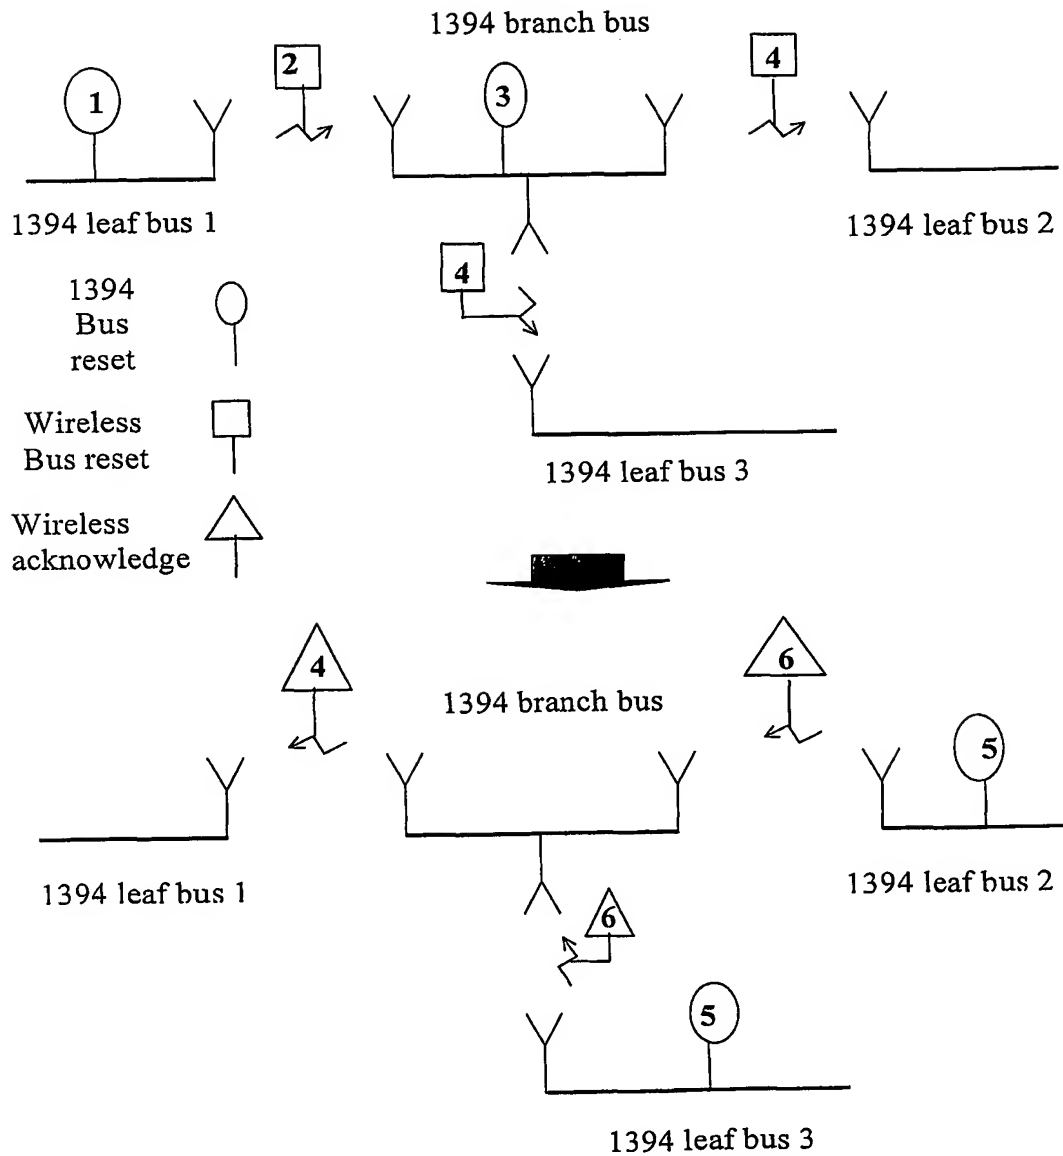 1394 branch bus
2
4
1
3
1394 leaf bus 1
1394 leaf bus 2
4
1394
Bus
reset
Wireless
Bus reset
1394 leaf bus 3
Wireless
acknowledge
4
6
1394 branch bus
5
1394 leaf bus 1
1394 leaf bus 2
6
5
1394 leaf bus 3